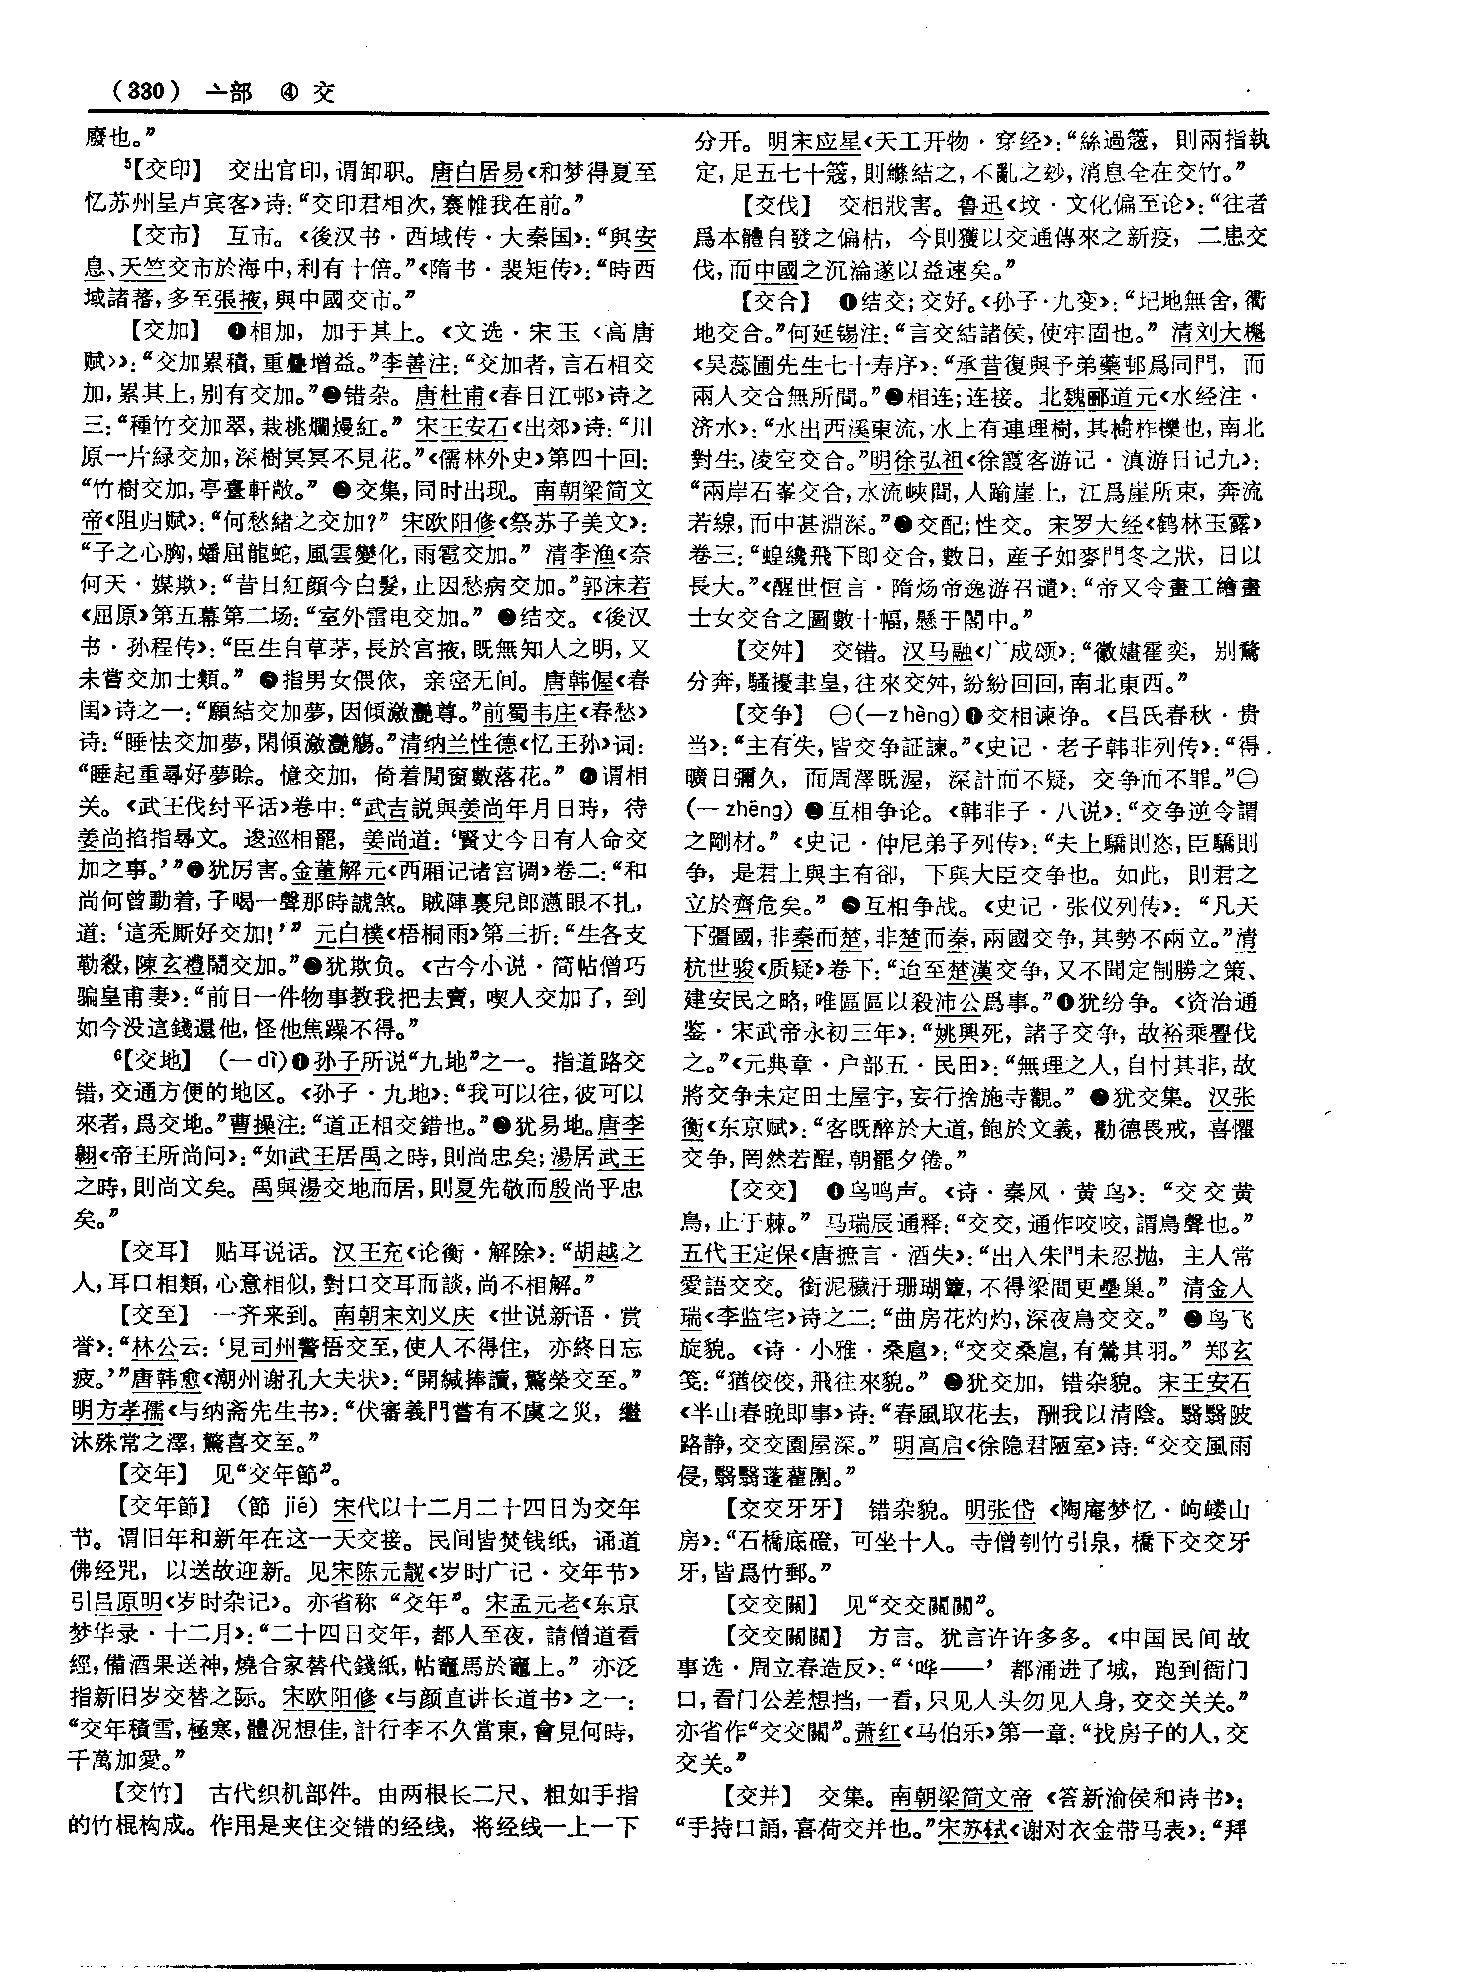 （330） 亠部 ④ 交
廢也。”
⁵【交印】 交出官印，谓卸职。唐白居易《和梦得夏至
忆苏州呈卢宾客》诗：“交印君相次，褰帷我在前。”
【交市】 互市。《後汉书·西域传·大秦国》：“與安
息、天竺交市於海中，利有十倍。”《隋书·裴矩传》：“時西
域諸蕃，多至張掖，與中國交市。”
【交加】 ❶相加，加于其上。《文选·宋玉〈高唐
赋〉》：“交加累積，重疊增益。”李善注：“交加者，言石相交
加，累其上，别有交加。”❷错杂。唐杜甫《春日江邨》诗之
三：“種竹交加翠，栽桃爛熳紅。” 宋王安石《出郊》诗：“川
原一片緑交加，深樹冥冥不見花。”《儒林外史》第四十回：
“竹樹交加，亭臺軒敞。” ❸交集，同时出现。南朝梁简文
帝《阻归赋》：“何愁緒之交加？” 宋欧阳修《祭苏子美文》：
“子之心胸，蟠屈龍蛇，風雲變化，雨雹交加。” 清李渔《奈
何天·媒欺》：“昔日紅顔今白髮，止因愁病交加。”郭沫若
《屈原》第五幕第二场：“室外雷电交加。” ❹结交。《後汉
书·孙程传》：“臣生自草茅，長於宫掖，既無知人之明，又
未嘗交加士類。” ❺指男女偎依，亲密无间。唐韩偓《春
闺》诗之一：“願結交加夢，因傾瀲灩尊。”前蜀韦庄《春愁》
诗：“睡怯交加夢，閑傾瀲灩觴。”清纳兰性德《忆王孙》词：
“睡起重尋好夢賒。憶交加，倚着閒窗數落花。” ❻谓相
关。《武王伐纣平话》卷中：“武吉説與姜尚年月日時，待
姜尚掐指尋文。逡巡相罷，姜尚道：‘賢丈今日有人命交
加之事。’”❼犹厉害。金董解元《西厢记诸宫调》卷二：“和
尚何曾動着，子喝一聲那時諕煞。賊陣裏兒郎懣眼不扎，
道：‘這秃厮好交加！’” 元白樸《梧桐雨》第三折：“生各支
勒殺，陳玄禮鬧交加。”❽犹欺负。《古今小说·简帖僧巧
骗皇甫妻》：“前日一件物事教我把去賣，喫人交加了，到
如今没這錢還他，怪他焦躁不得。”
⁶【交地】 （－dì）❶孙子所说“九地”之一。指道路交
错，交通方便的地区。《孙子·九地》：“我可以往，彼可以
來者，爲交地。”曹操注：“道正相交錯也。”❷犹易地。唐李
翱《帝王所尚问》：“如武王居禹之時，則尚忠矣；湯居武王
之時，則尚文矣。禹與湯交地而居，則夏先敬而殷尚乎忠
矣。”
【交耳】 贴耳说话。汉王充《论衡·解除》：“胡越之
人，耳口相類，心意相似，對口交耳而談，尚不相解。”
【交至】 一齐来到。南朝宋刘义庆《世说新语·赏
誉》：“林公云：‘見司州警悟交至，使人不得住，亦終日忘
疲。’”唐韩愈《潮州谢孔大夫状》：“開緘捧讀，驚榮交至。”
明方孝孺《与纳斋先生书》：“伏審義門嘗有不虞之災，繼
沐殊常之澤，驚喜交至。”
【交年】 见“交年節”。
【交年節】 （節 jié）宋代以十二月二十四日为交年
节。谓旧年和新年在这一天交接。民间皆焚钱纸，诵道
佛经咒，以送故迎新。见宋陈元靓《岁时广记·交年节》
引吕原明《岁时杂记》。亦省称“交年”。宋孟元老《东京
梦华录·十二月》：“二十四日交年，都人至夜，請僧道看
經，備酒果送神，燒合家替代錢紙，帖竈馬於竈上。” 亦泛
指新旧岁交替之际。宋欧阳修《与颜直讲长道书》之一：
“交年積雪，極寒，體况想佳，計行李不久當東，會見何時，
千萬加愛。”
【交竹】 古代织机部件。由两根长二尺、粗如手指
的竹棍构成。作用是夹住交错的经线，将经线一上一下
分开。明宋应星《天工开物·穿经》：“絲過簆，則兩指執
定，足五七十簆，則縧結之，不亂之妙，消息全在交竹。”
【交伐】 交相戕害。鲁迅《坟·文化偏至论》：“往者
爲本體自發之偏枯，今則獲以交通傳來之新疫，二患交
伐，而中國之沉淪遂以益速矣。”
【交合】 ❶结交；交好。《孙子·九变》：“圮地無舍，衢
地交合。”何延锡注：“言交結諸侯，使牢固也。” 清刘大櫆
《吴蕊圃先生七十寿序》：“承昔復與予弟藥邨爲同門，而
兩人交合無所間。”❷相连；连接。北魏郦道元《水经注·
济水》：“水出西溪東流，水上有連理樹，其樹柞櫟也，南北
對生，凌空交合。”明徐弘祖《徐霞客游记·滇游日记九》：
“兩岸石峯交合，水流峽間，人踰崖上，江爲崖所束，奔流
若線，而中甚淵深。”❸交配；性交。宋罗大经《鹤林玉露》
卷三：“蝗纔飛下即交合，數日，産子如麥門冬之狀，日以
長大。”《醒世恒言·隋炀帝逸游召谴》：“帝又令畫工繪畫
士女交合之圖數十幅，懸于閣中。”
【交舛】 交错。汉马融《广成颂》：“徽嫿霍奕，别騖
分奔，騷擾聿皇，往來交舛，紛紛回回，南北東西。”
【交争】 ㊀（－zhèng）❶交相谏诤。《吕氏春秋·贵
当》：“主有失，皆交争証諫。”《史记·老子韩非列传》：“得
曠日彌久，而周澤既渥，深計而不疑，交争而不罪。”㊁
（－zhēng） ❷互相争论。《韩非子·八说》：“交争逆令謂
之剛材。” 《史记·仲尼弟子列传》：“夫上驕則恣，臣驕則
争，是君上與主有卻，下與大臣交争也。如此，則君之
立於齊危矣。” ❸互相争战。《史记·张仪列传》：“凡天
下彊國，非秦而楚，非楚而秦，兩國交争，其勢不兩立。”清
杭世骏《质疑》卷下：“迨至楚漢交争，又不聞定制勝之策、
建安民之略，唯區區以殺沛公爲事。”❹犹纷争。《资治通
鉴·宋武帝永初三年》：“姚興死，諸子交争，故裕乘釁伐
之。”《元典章·户部五·民田》：“無理之人，自忖其非，故
將交争未定田土屋宇，妄行捨施寺觀。” ❺犹交集。汉张
衡《东京赋》：“客既醉於大道，飽於文義，勸德畏戒，喜懼
交争，罔然若酲，朝罷夕倦。”
【交交】 ❶鸟鸣声。《诗·秦风·黄鸟》：“交交黄
鳥，止于棘。” 马瑞辰通释：“交交，通作咬咬，謂鳥聲也。”
五代王定保《唐摭言·酒失》：“出入朱門未忍抛，主人常
愛語交交。銜泥穢汙珊瑚簟，不得梁間更壘巢。” 清金人
瑞《李监宅》诗之二：“曲房花灼灼，深夜鳥交交。” ❷鸟飞
旋貌。《诗·小雅·桑扈》：“交交桑扈，有鶯其羽。” 郑玄
笺：“猶佼佼，飛往來貌。” ❸犹交加，错杂貌。宋王安石
《半山春晚即事》诗：“春風取花去，酬我以清陰。翳翳陂
路静，交交園屋深。” 明高启《徐隐君陋室》诗：“交交風雨
侵，翳翳蓬藋圍。”
【交交牙牙】 错杂貌。明张岱《陶庵梦忆·岣嵝山
房》：“石橋底磴，可坐十人。寺僧刳竹引泉，橋下交交牙
牙，皆爲竹郵。”
【交交關】 见“交交關關”。
【交交關關】 方言。犹言许许多多。《中国民间故
事选·周立春造反》：“‘哗——’ 都涌进了城，跑到衙门
口，看门公差想挡，一看，只见人头勿见人身，交交关关。”
亦省作“交交關”。萧红《马伯乐》第一章：“找房子的人，交
交关。”
【交并】 交集。南朝梁简文帝《答新渝侯和诗书》：
“手持口誦，喜荷交并也。”宋苏轼《谢对衣金带马表》：“拜